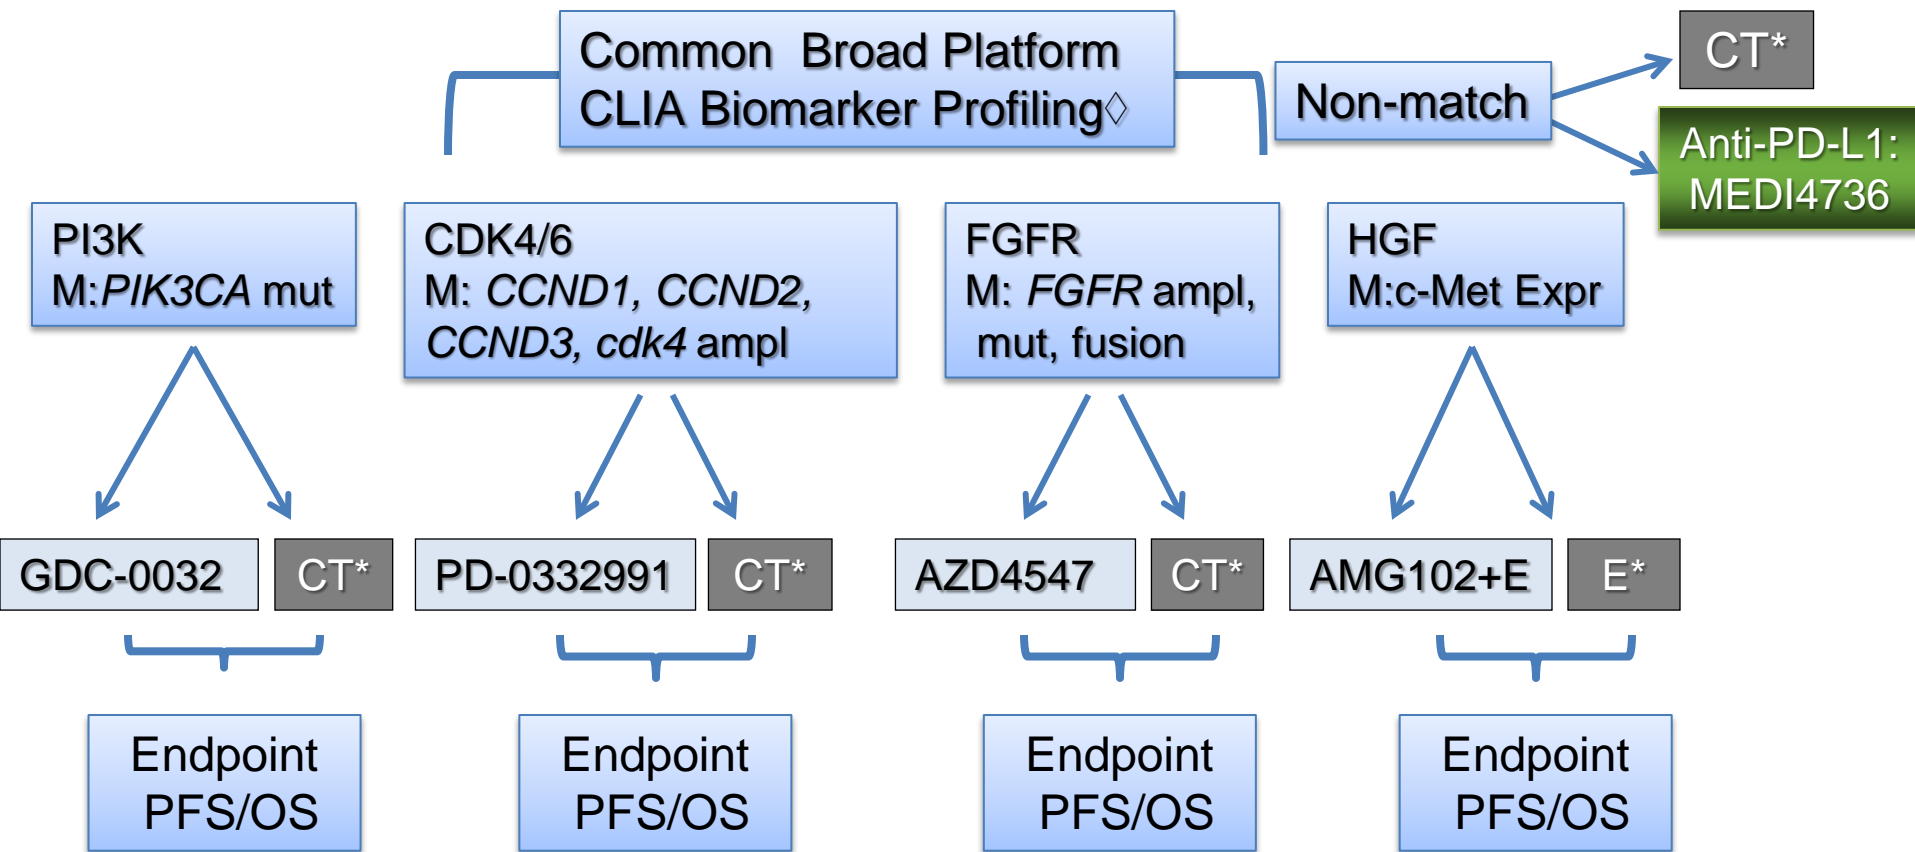 Common Broad Platform
CLIA Biomarker Profiling◊
Non-match
CT*
Anti-PD-L1:
MEDI4736
PI3K
M:PIK3CA mut
CDK4/6
M: CCND1, CCND2,
CCND3, cdk4 ampl
FGFR
M: FGFR ampl,
mut, fusion
HGF
M:c-Met Expr
GDC-0032
CT*
PD-0332991
CT*
AZD4547
CT*
AMG102+E
E*
Endpoint
PFS/OS
Endpoint
PFS/OS
Endpoint
PFS/OS
Endpoint
PFS/OS